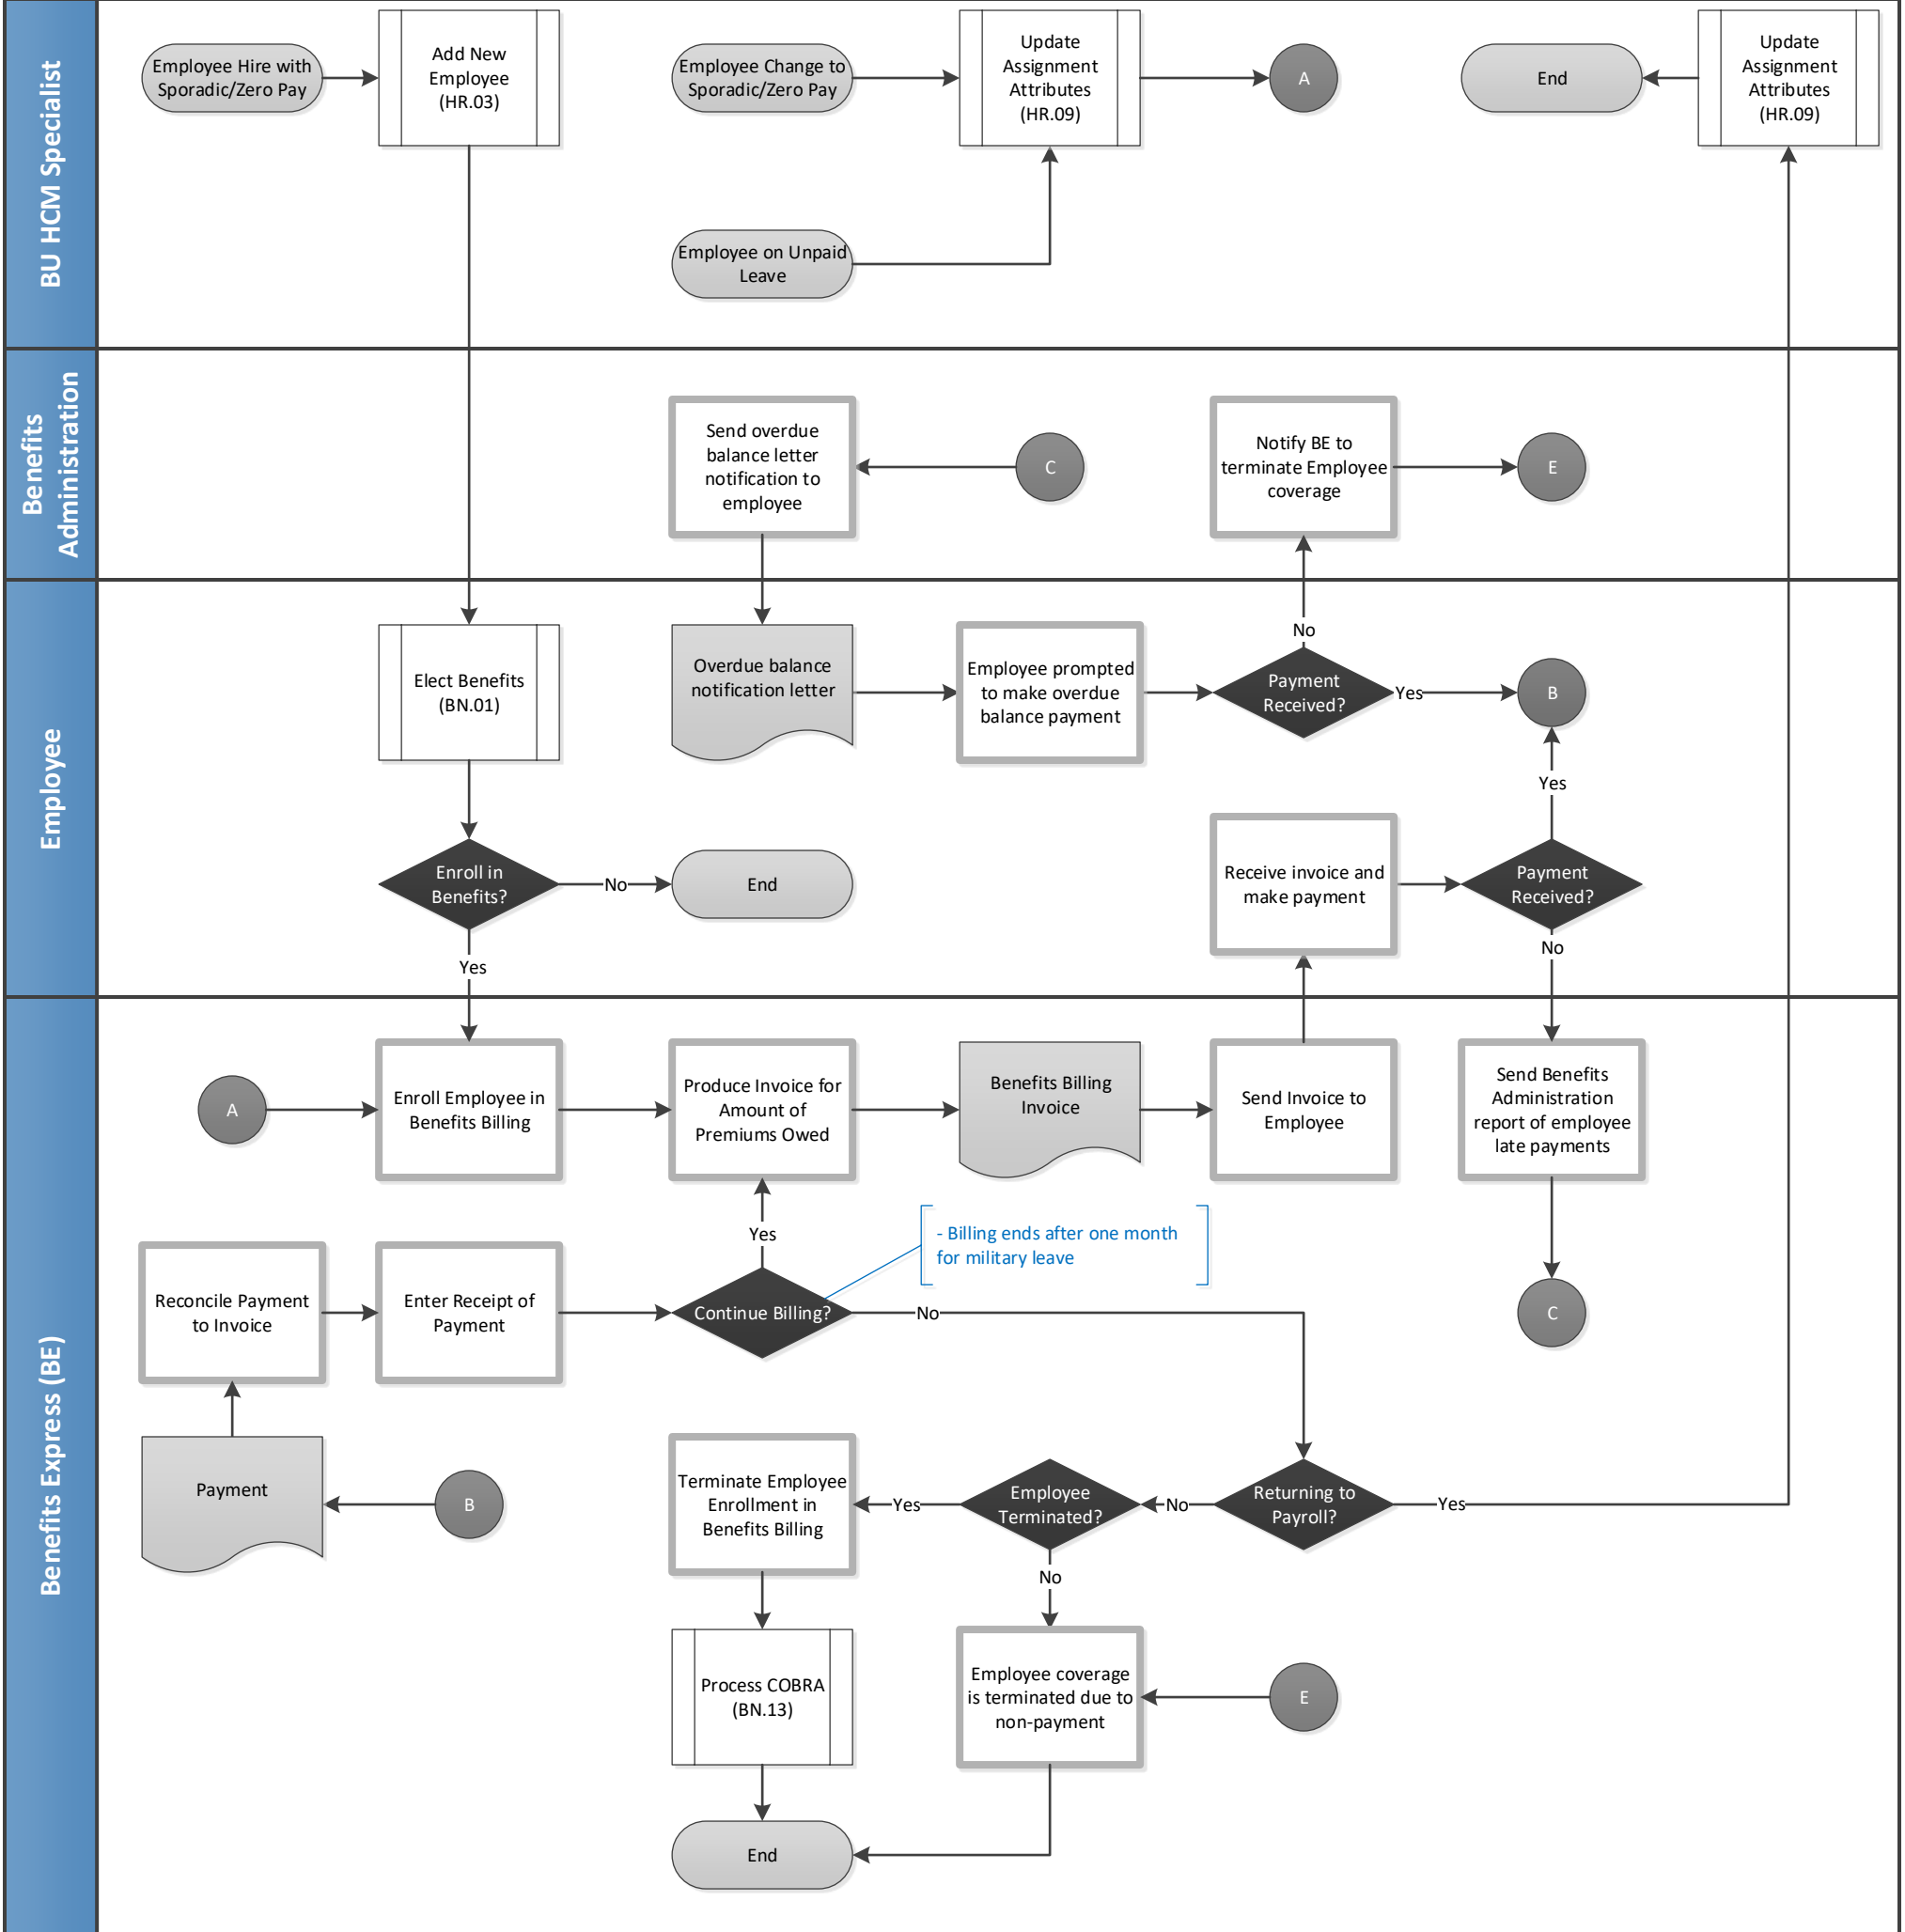 BU HCM Specialist
Employee Hire with
Sporadic/Zero Pay
Add New
Employee
(HR.03)
Employee Change to
Sporadic/Zero Pay
Update
Assignment
Attributes
(HR.09)
A
End
Update
Assignment
Attributes
(HR.09)
Employee on Unpaid
Leave
Benefits
Administration
Send overdue
balance letter
notification to
employee
C
Notify BE to
terminate Employee
coverage
E
Employee
Elect Benefits
(BN.01)
Overdue balance
notification letter
Employee prompted
to make overdue
balance payment
No
Payment
Received?
Yes
B
Yes
Enroll in
Benefits?
No
End
Receive invoice and
make payment
Payment
Received?
No
Yes
Benefits Express (BE)
A
Enroll Employee in
Benefits Billing
Produce Invoice for
Amount of
Premiums Owed
Benefits Billing
Invoice
Send Invoice to
Employee
Send Benefits
Administration
report of employee
late payments
Yes
- Billing ends after one month
for military leave
Reconcile Payment
to Invoice
Enter Receipt of
Payment
Continue Billing?
No
C
Payment
B
Terminate Employee
Enrollment in
Benefits Billing
Yes
Employee
Terminated?
No
Returning to
Payroll?
Yes
No
Process COBRA
(BN.13)
Employee coverage
is terminated due to
non-payment
E
End